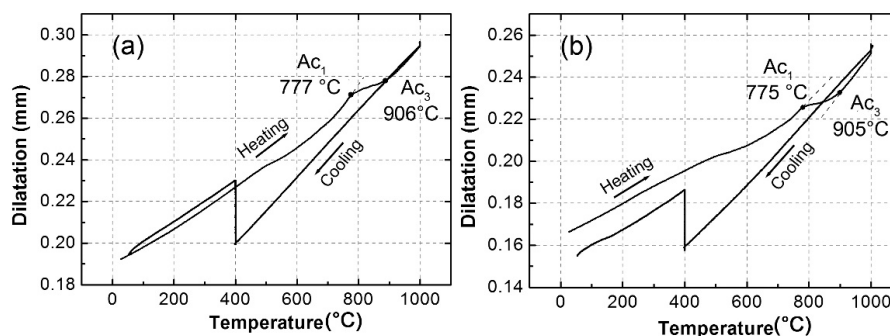 (a)
0.30
0.28
0.26
0.24
0.22
0.20
0.18
Dilatation (mm)
Ac1
777 °C
Ac3
906°C
Heating
Cooling
0 200 400 600 800 1000
Temperature(°C)
(b)
0.26
0.24
0.22
0.20
0.18
0.16
0.14
Dilatation (mm)
Ac1
775 °C
Ac3
905°C
Heating
Cooling
0 200 400 600 800 1000
Temperature(°C)